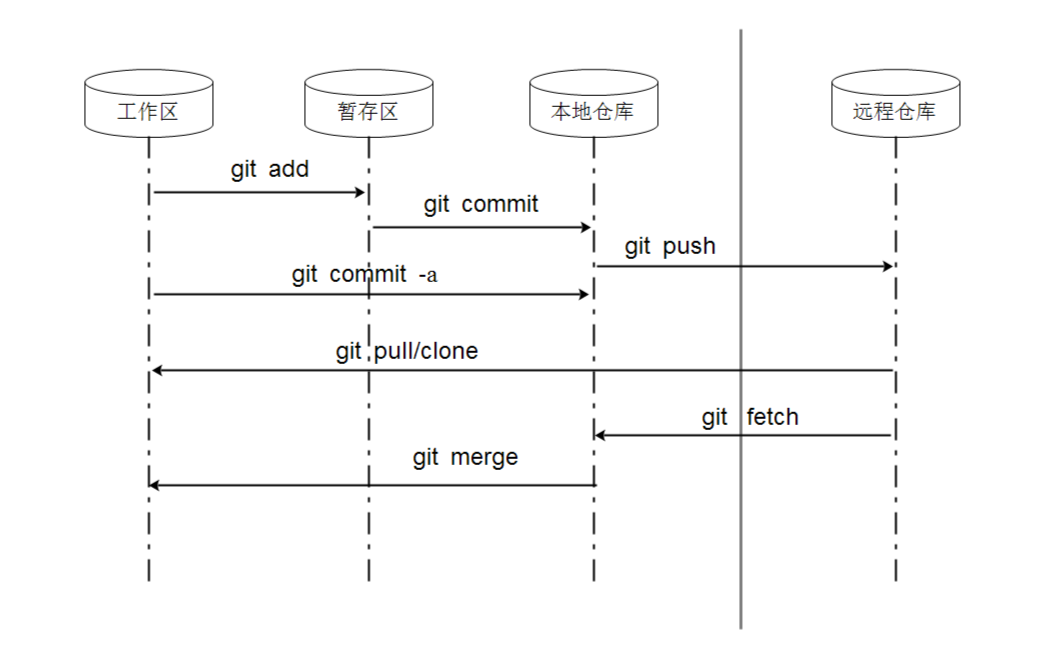 工作区
暂存区
本地仓库
远程仓库
git add
git commit
git push
git commit -a
git pull/clone
git fetch
git merge